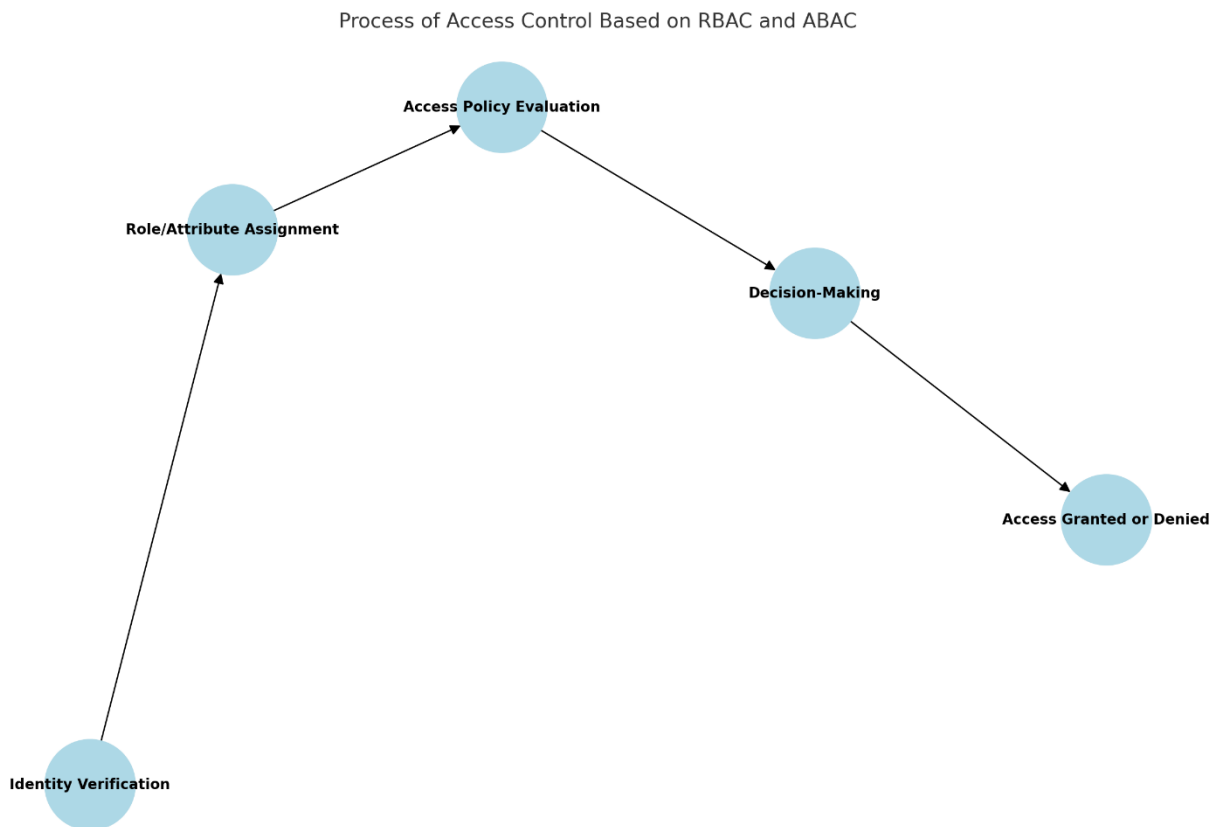 Process of Access Control Based on RBAC and ABAC
Access Policy Evaluation
Role/Attribute Assignment
Decision-Making
Access Granted or Denied
Identity Verification